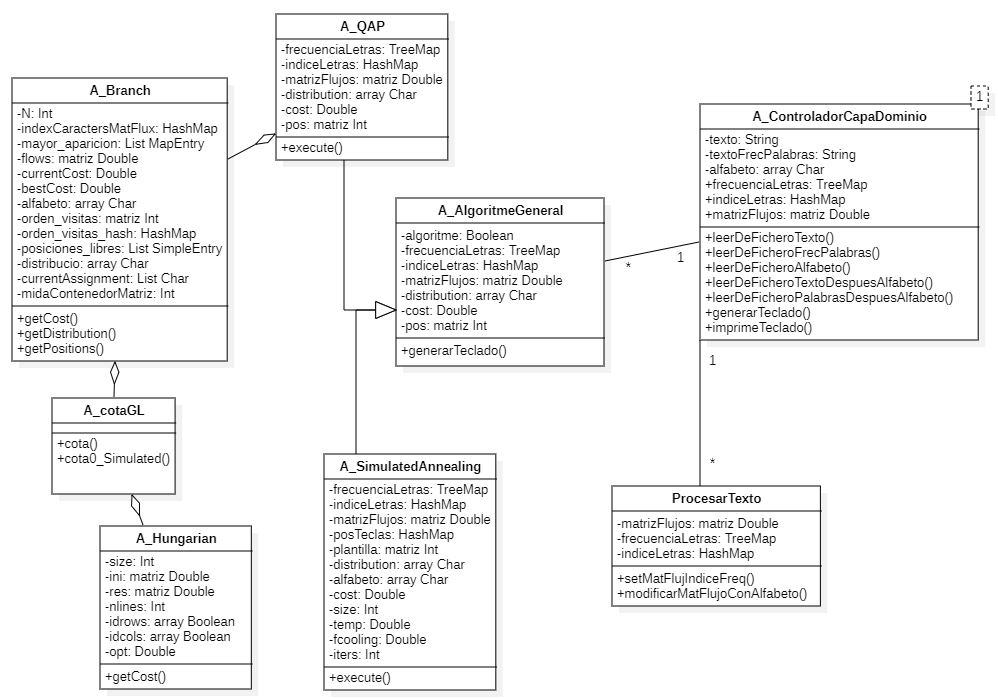 A_QAP
-frecuenciaLetras: TreeMap
-indiceLetras: HashMap
-matrizFlujos: matriz Double
-distribution: array Char
-cost: Double
-pos: matriz Int
+execute()
A_Branch
-N: Int
-indexCaractersMatFlux: HashMap
-mayor_aparicion: List MapEntry
-flows: matriz Double
-currentCost: Double
-bestCost: Double
-alfabeto: array Char
-orden_visitas: matriz Int
-orden_visitas_hash: HashMap
-posiciones_libres: List SimpleEntry
-distribucio: array Char
-currentAssignment: List Char
-midaContenedorMatriz: Int
+getCost()
+getDistribution()
+getPositions()
1
A_ControladorCapaDominio
-texto: String
-textoFrecPalabras: String
-alfabeto: array Char
+frecuenciaLetras: TreeMap
+indiceLetras: HashMap
+matrizFlujos: matriz Double
+leerDeFicheroTexto()
+leerDeFicheroFrecPalabras()
+leerDeFicheroAlfabeto()
+leerDeFicheroTextoDespuesAlfabeto()
+leerDeFicheroPalabrasDespuesAlfabeto()
+generarTeclado()
+imprimeTeclado()
A_AlgoritmeGeneral
-algoritme: Boolean
-frecuenciaLetras: TreeMap
-indiceLetras: HashMap
-matrizFlujos: matriz Double
-distribution: array Char
-cost: Double
-pos: matriz Int
+generarTeclado()
*
1
1
*
A_cotaGL
+cota()
+cota0_Simulated()
A_Hungarian
-size: Int
-ini: matriz Double
-res: matriz Double
-nlines: Int
-idrows: array Boolean
-idcols: array Boolean
-opt: Double
+getCost()
A_SimulatedAnnealing
-frecuenciaLetras: TreeMap
-indiceLetras: HashMap
-matrizFlujos: matriz Double
-posTeclas: HashMap
-plantilla: matriz Int
-distribution: array Char
-alfabeto: array Char
-cost: Double
-size: Int
-temp: Double
-fcooling: Double
-iters: Int
+execute()
ProcesarTexto
-matrizFlujos: matriz Double
-frecuenciaLetras: TreeMap
-indiceLetras: HashMap
+setMatFlujIndiceFreq()
+modificarMatFlujoConAlfabeto()